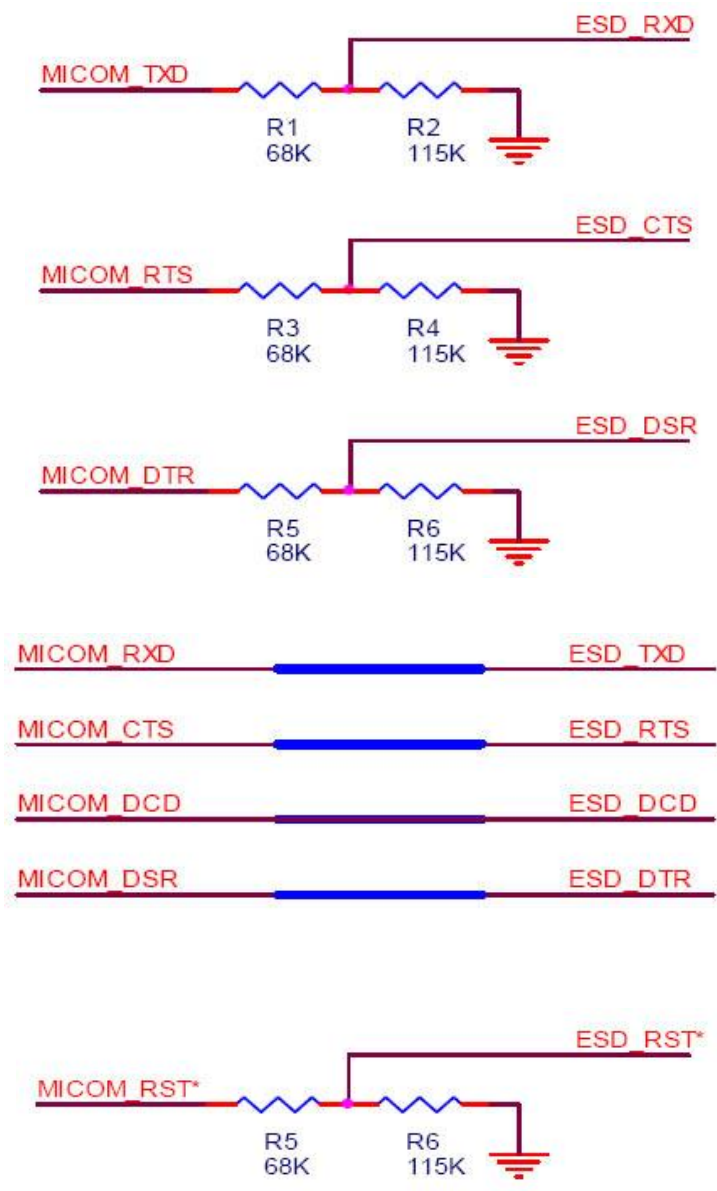 ESD_RXD
MICOM_TXD
R1 R2
68K 115K
ESD_CTS
MICOM_RTS
R3 R4
68K 115K
ESD_DSR
MICOM_DTR
R5 R6
68K 115K
MICOM_RXD ESD_TXD
MICOM_CTS ESD_RTS
MICOM_DCD ESD_DCD
MICOM_DSR ESD_DTR
ESD_RST*
MICOM_RST*
R5 R6
68K 115K